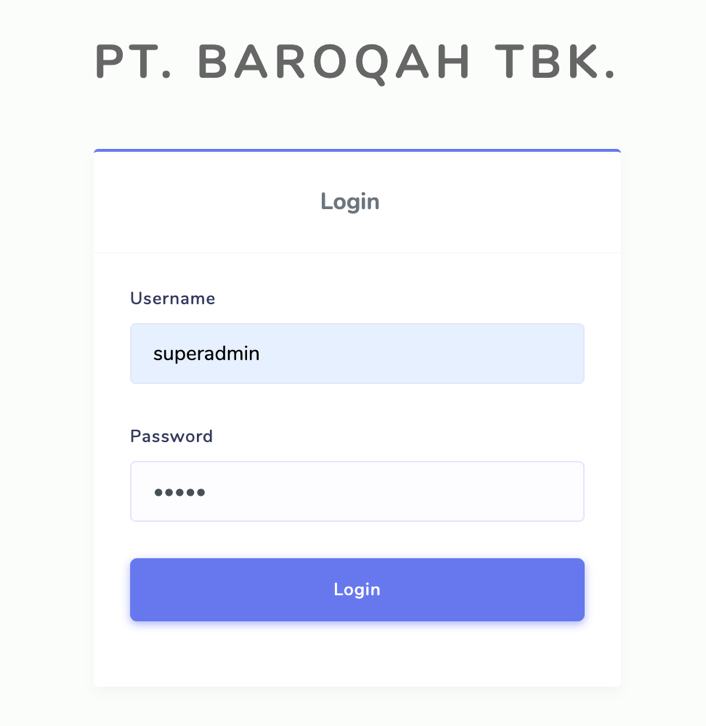 PT. BAROQAH TBK.
Login
Username
superadmin
Password
•••••
Login